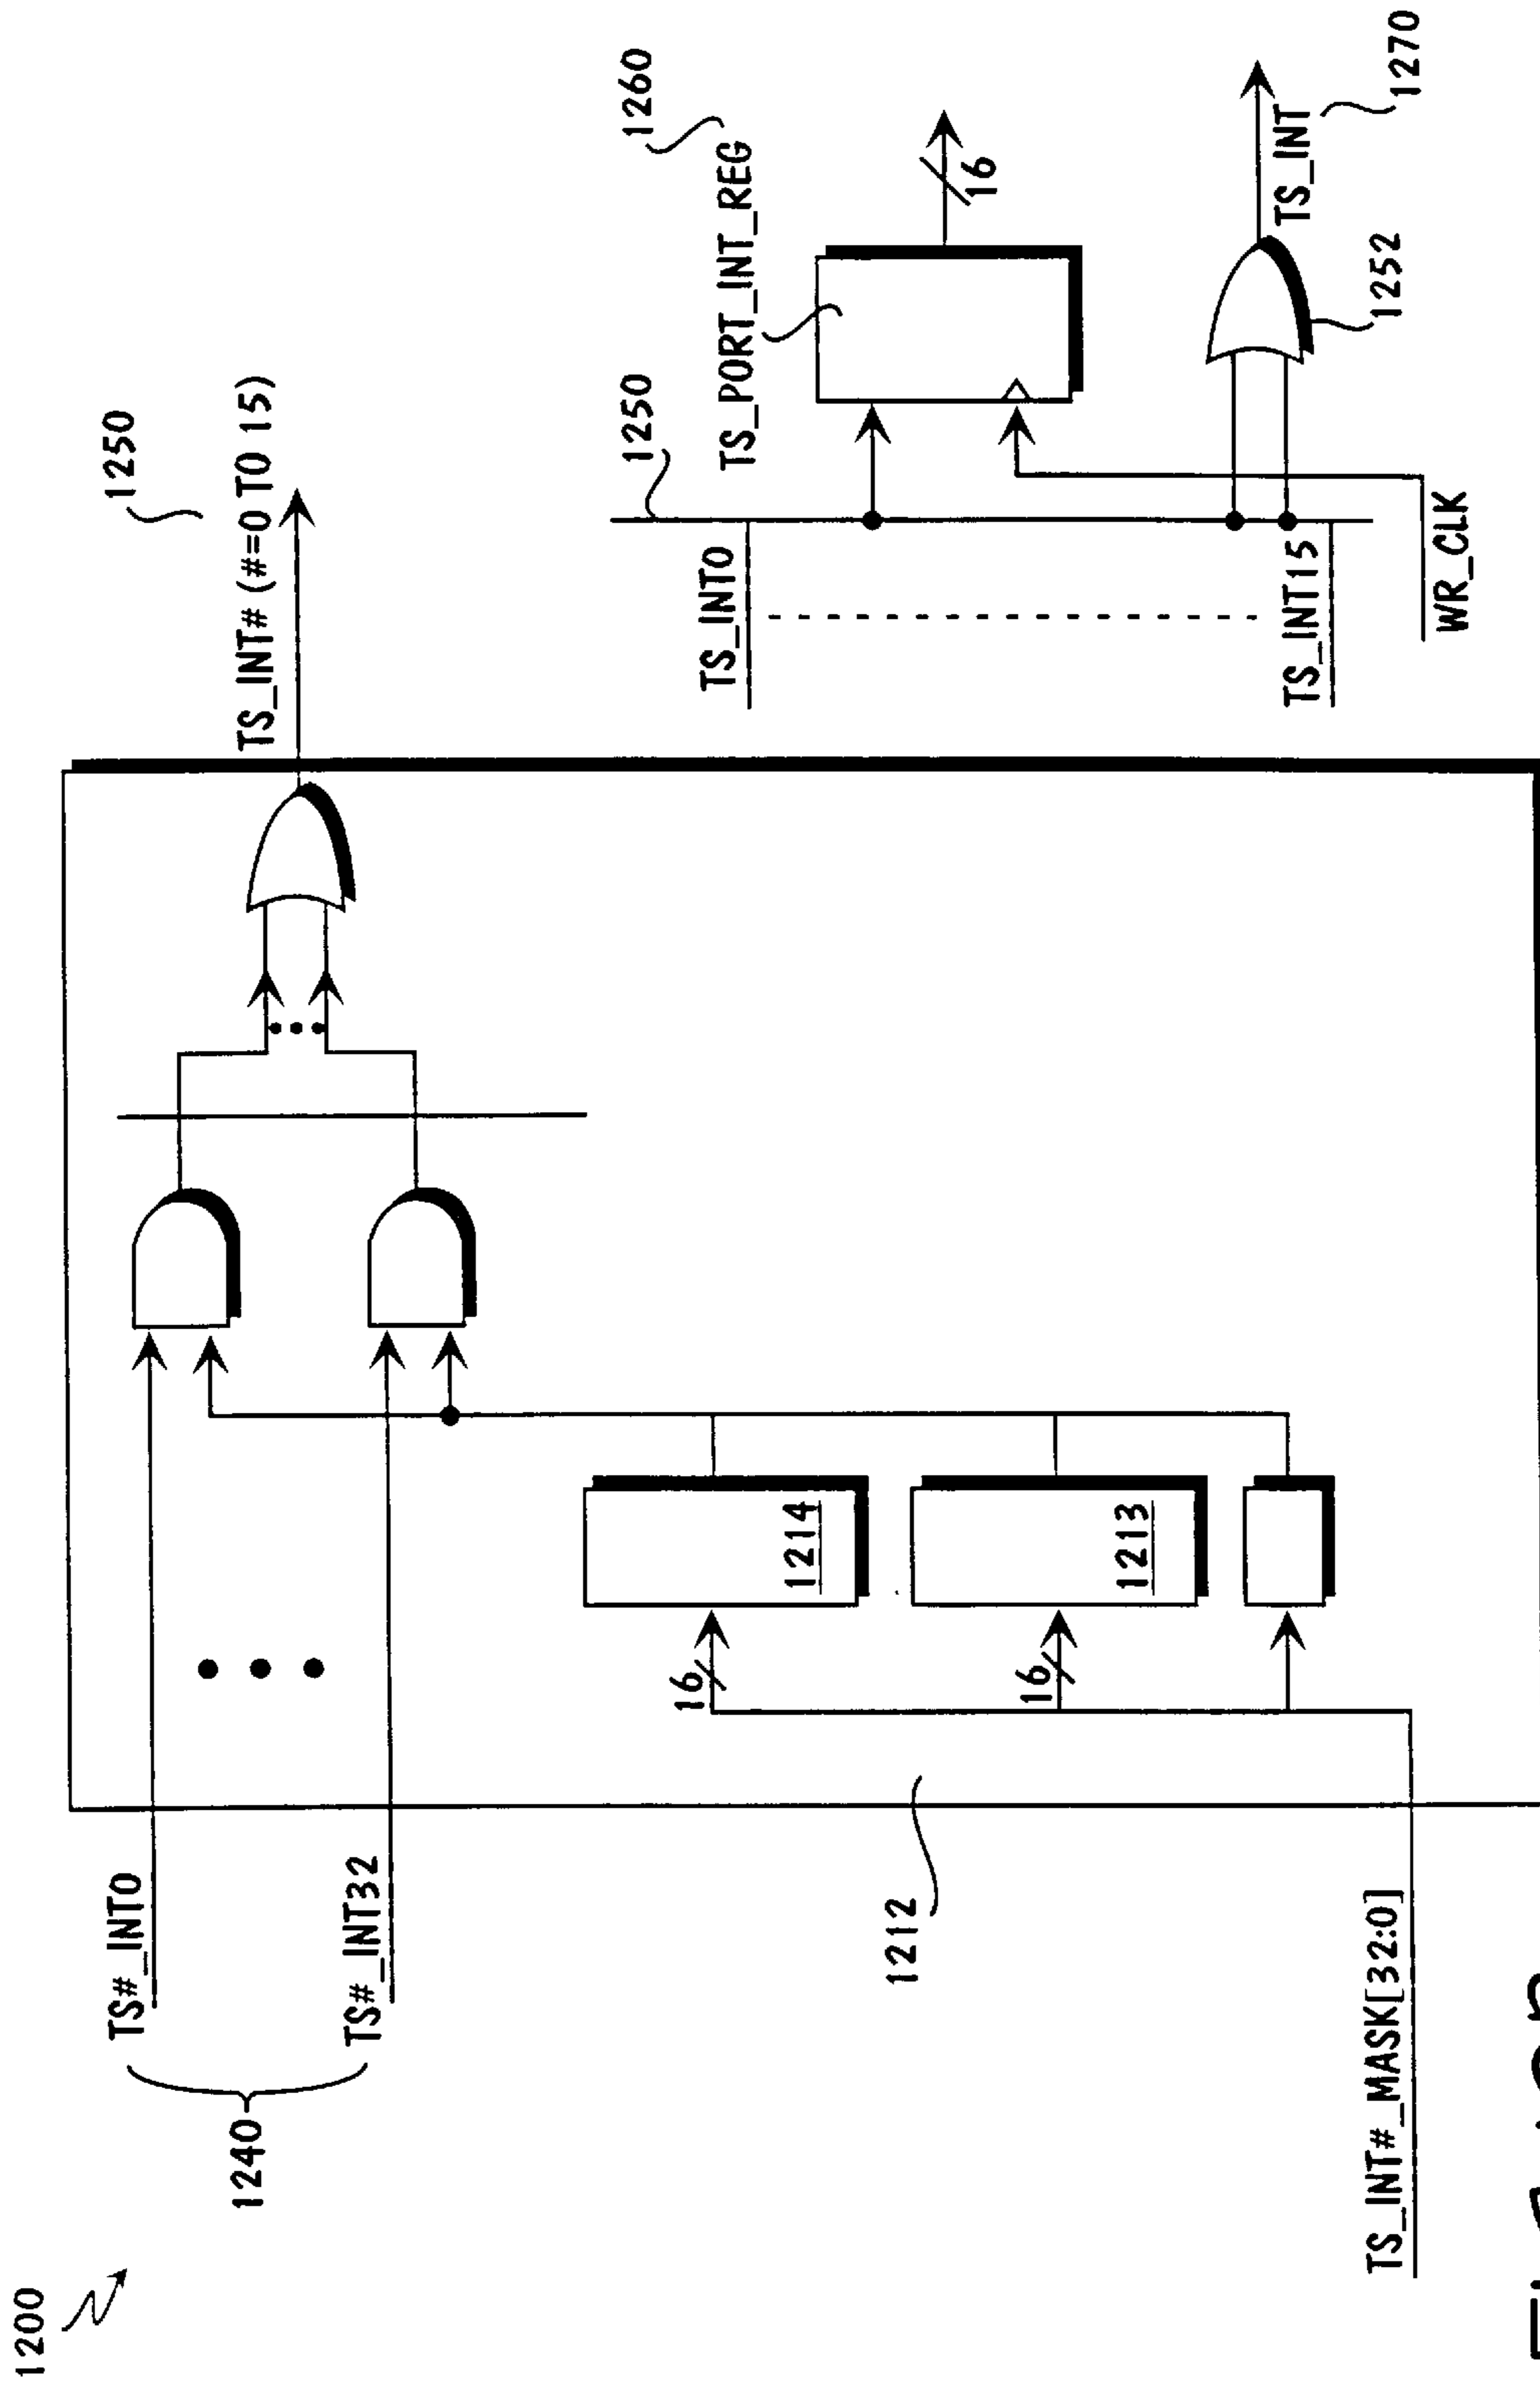 1200
1240
TS#_INT0
TS#_INT32
1212
TS_INT#_MASK[32:0]
16
16
1214
1213
TS_INT# (#=0 TO 15)
1250
TS_INT0
TS_INT15
WR_CLK
1250
TS_PORT_INT_REG
1260
16
1252
TS_INT
1270